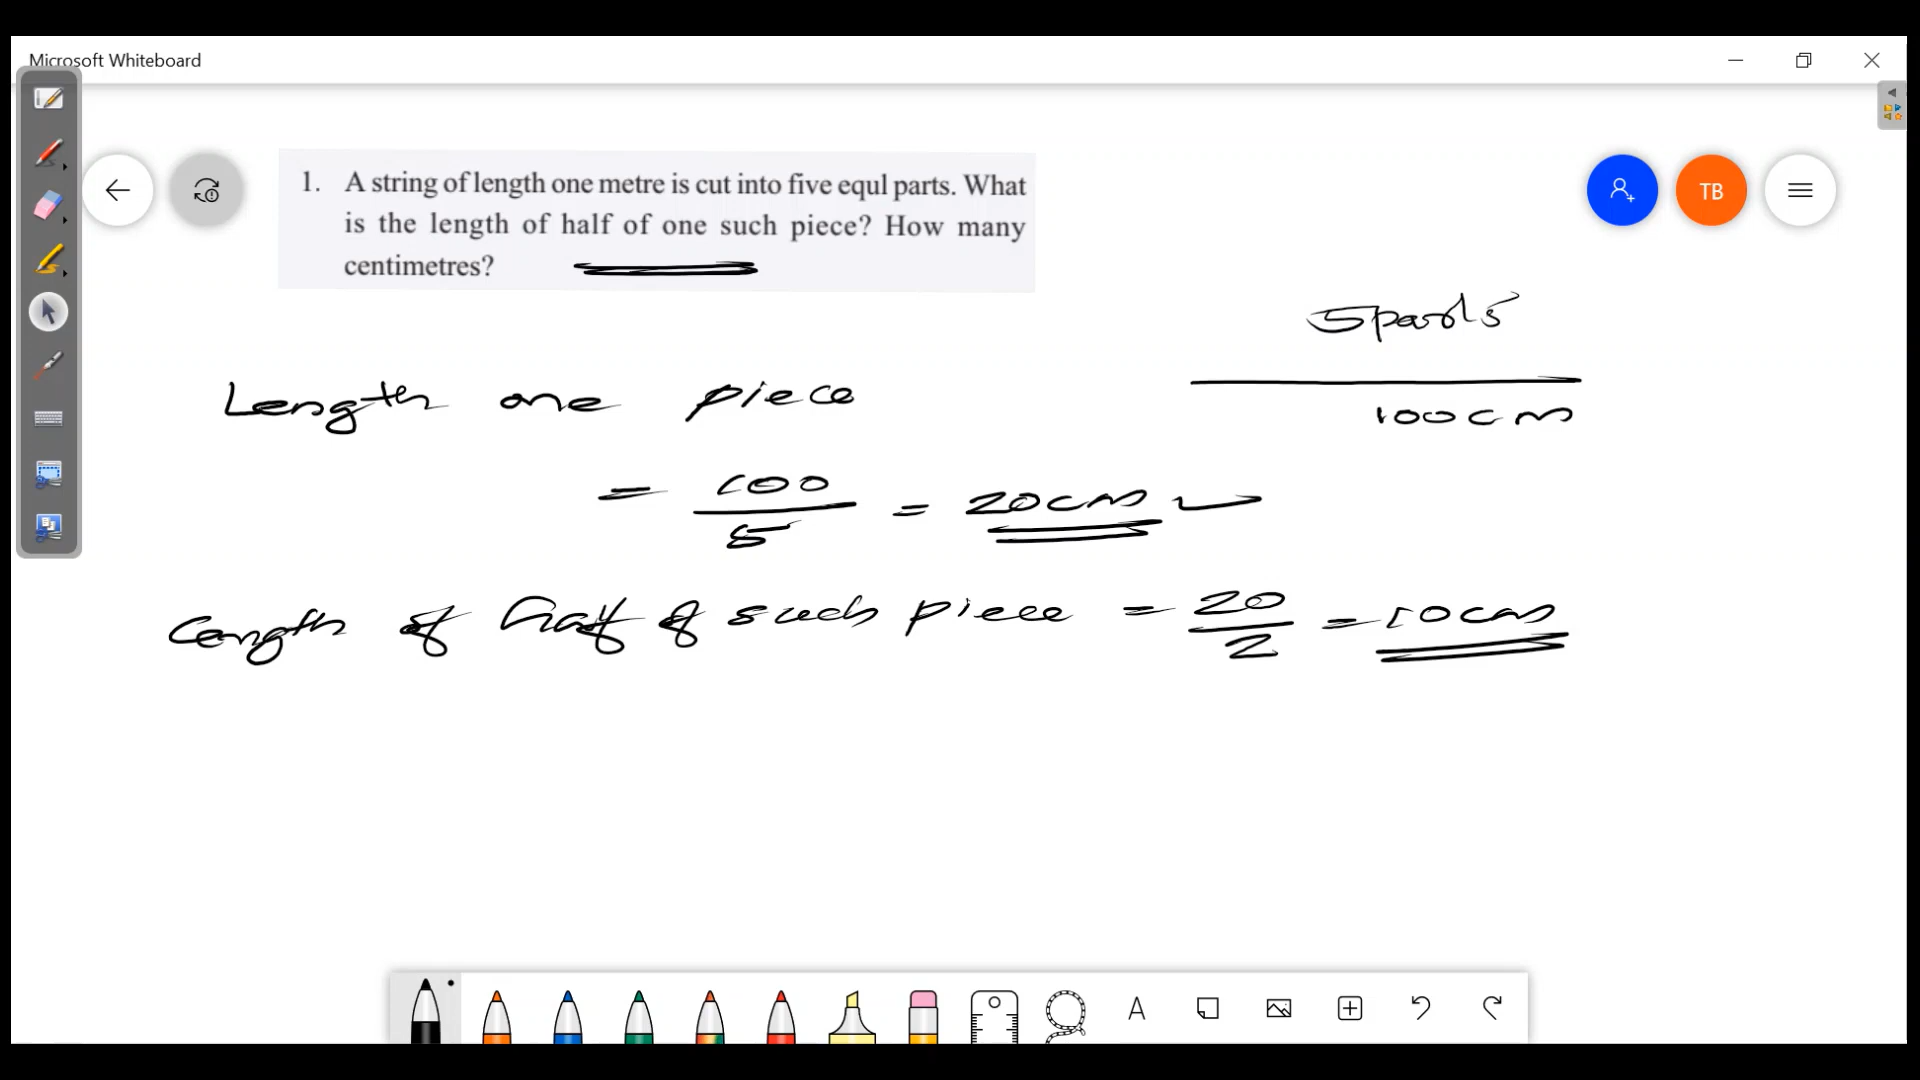 Microsoft Whiteboard
TB
1. A string of length one metre is cut into five equl parts. What
is the length of half of one such piece? How many
centimetres?
5 parts
100cm
Length one piece
= 100/5 = 20cm
Length of half of such piece = 20/2 = 10cm
A